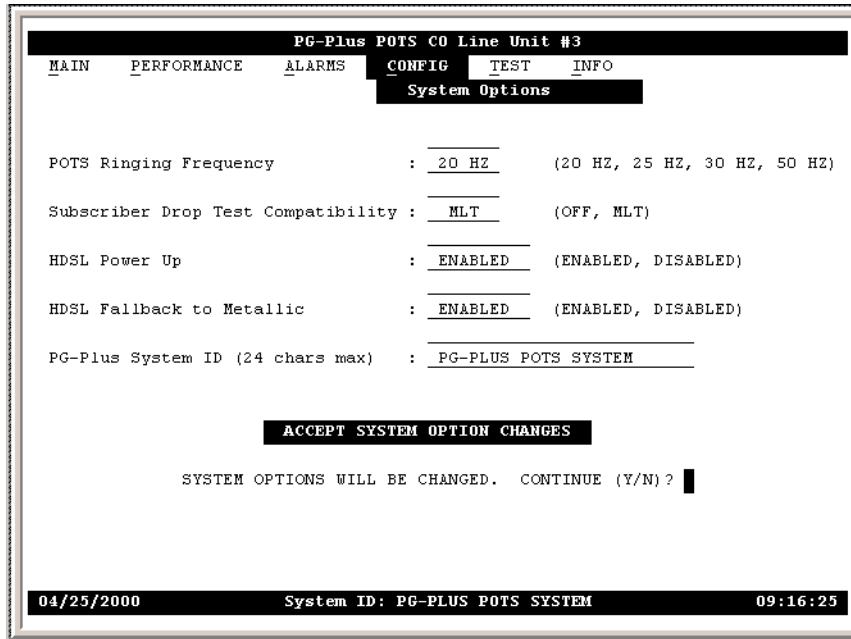 PG-Plus POTS CO Line Unit #3
MAIN PERFORMANCE ALARMS CONFIG TEST INFO
System Options
POTS Ringing Frequency : 20 HZ (20 HZ, 25 HZ, 30 HZ, 50 HZ)
Subscriber Drop Test Compatibility : MLT (OFF, MLT)
HDSL Power Up : ENABLED (ENABLED, DISABLED)
HDSL Fallback to Metallic : ENABLED (ENABLED, DISABLED)
PG-Plus System ID (24 chars max) : PG-PLUS POTS SYSTEM
ACCEPT SYSTEM OPTION CHANGES
SYSTEM OPTIONS WILL BE CHANGED. CONTINUE (Y/N)?
04/25/2000 System ID: PG-PLUS POTS SYSTEM 09:16:25